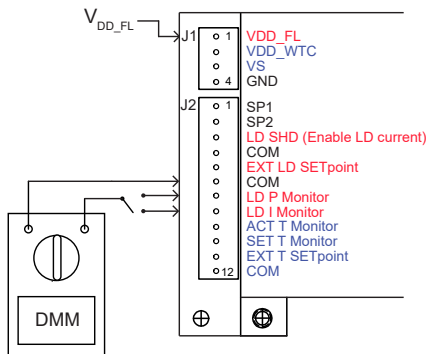 V DD_FL
J1
1 VDD_FL
VDD_WTC
VS
4 GND
J2
1 SP1
SP2
LD SHD (Enable LD current)
COM
EXT LD SETpoint
COM
LD P Monitor
LD I Monitor
ACT T Monitor
SET T Monitor
EXT T SETpoint
12 COM
DMM